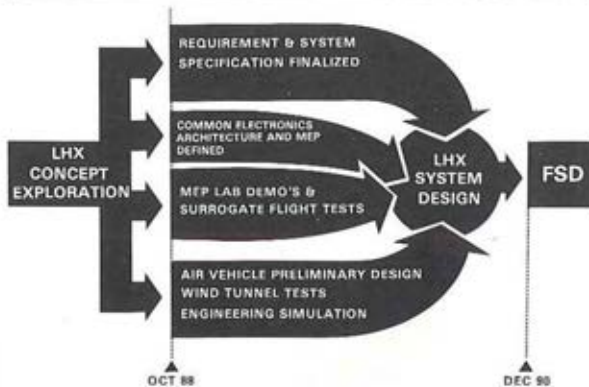 LHX
CONCEPT
EXPLORATION
REQUIREMENT & SYSTEM
SPECIFICATION FINALIZED
COMMON ELECTRONICS
ARCHITECTURE AND MEP
DEFINED
MEP LAB DEMO'S &
SURROGATE FLIGHT TESTS
AIR VEHICLE PRELIMINARY DESIGN
WIND TUNNEL TESTS
ENGINEERING SIMULATION
LHX
SYSTEM
DESIGN
FSD
OCT 88
DEC 90